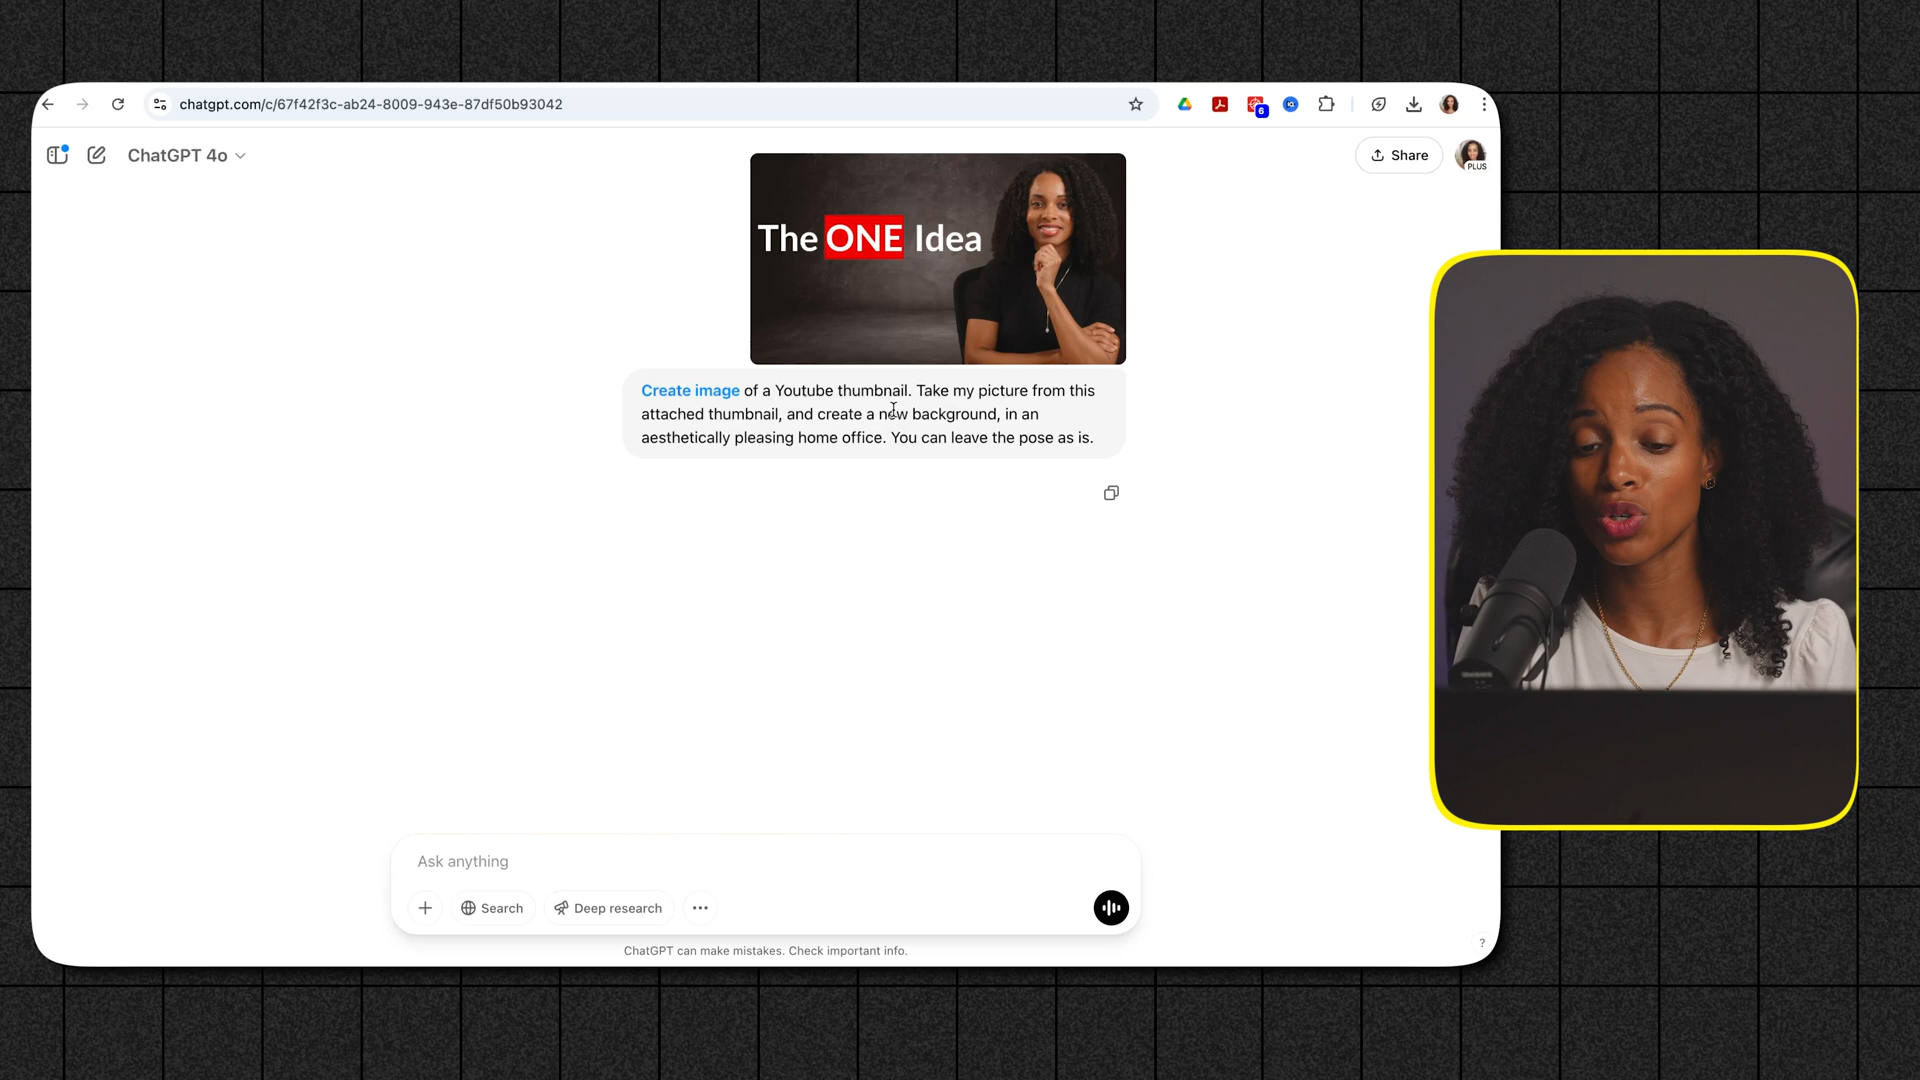 chatgpt.com/c/67f42f3c-ab24-8009-943e-87df50b93042
6
ChatGPT 4o
Share
PLUS
The ONE Idea
Create image of a Youtube thumbnail. Take my picture from this
attached thumbnail, and create a new background, in an
aesthetically pleasing home office. You can leave the pose as is.
Ask anything
Search
Deep research
ChatGPT can make mistakes. Check important info.
?